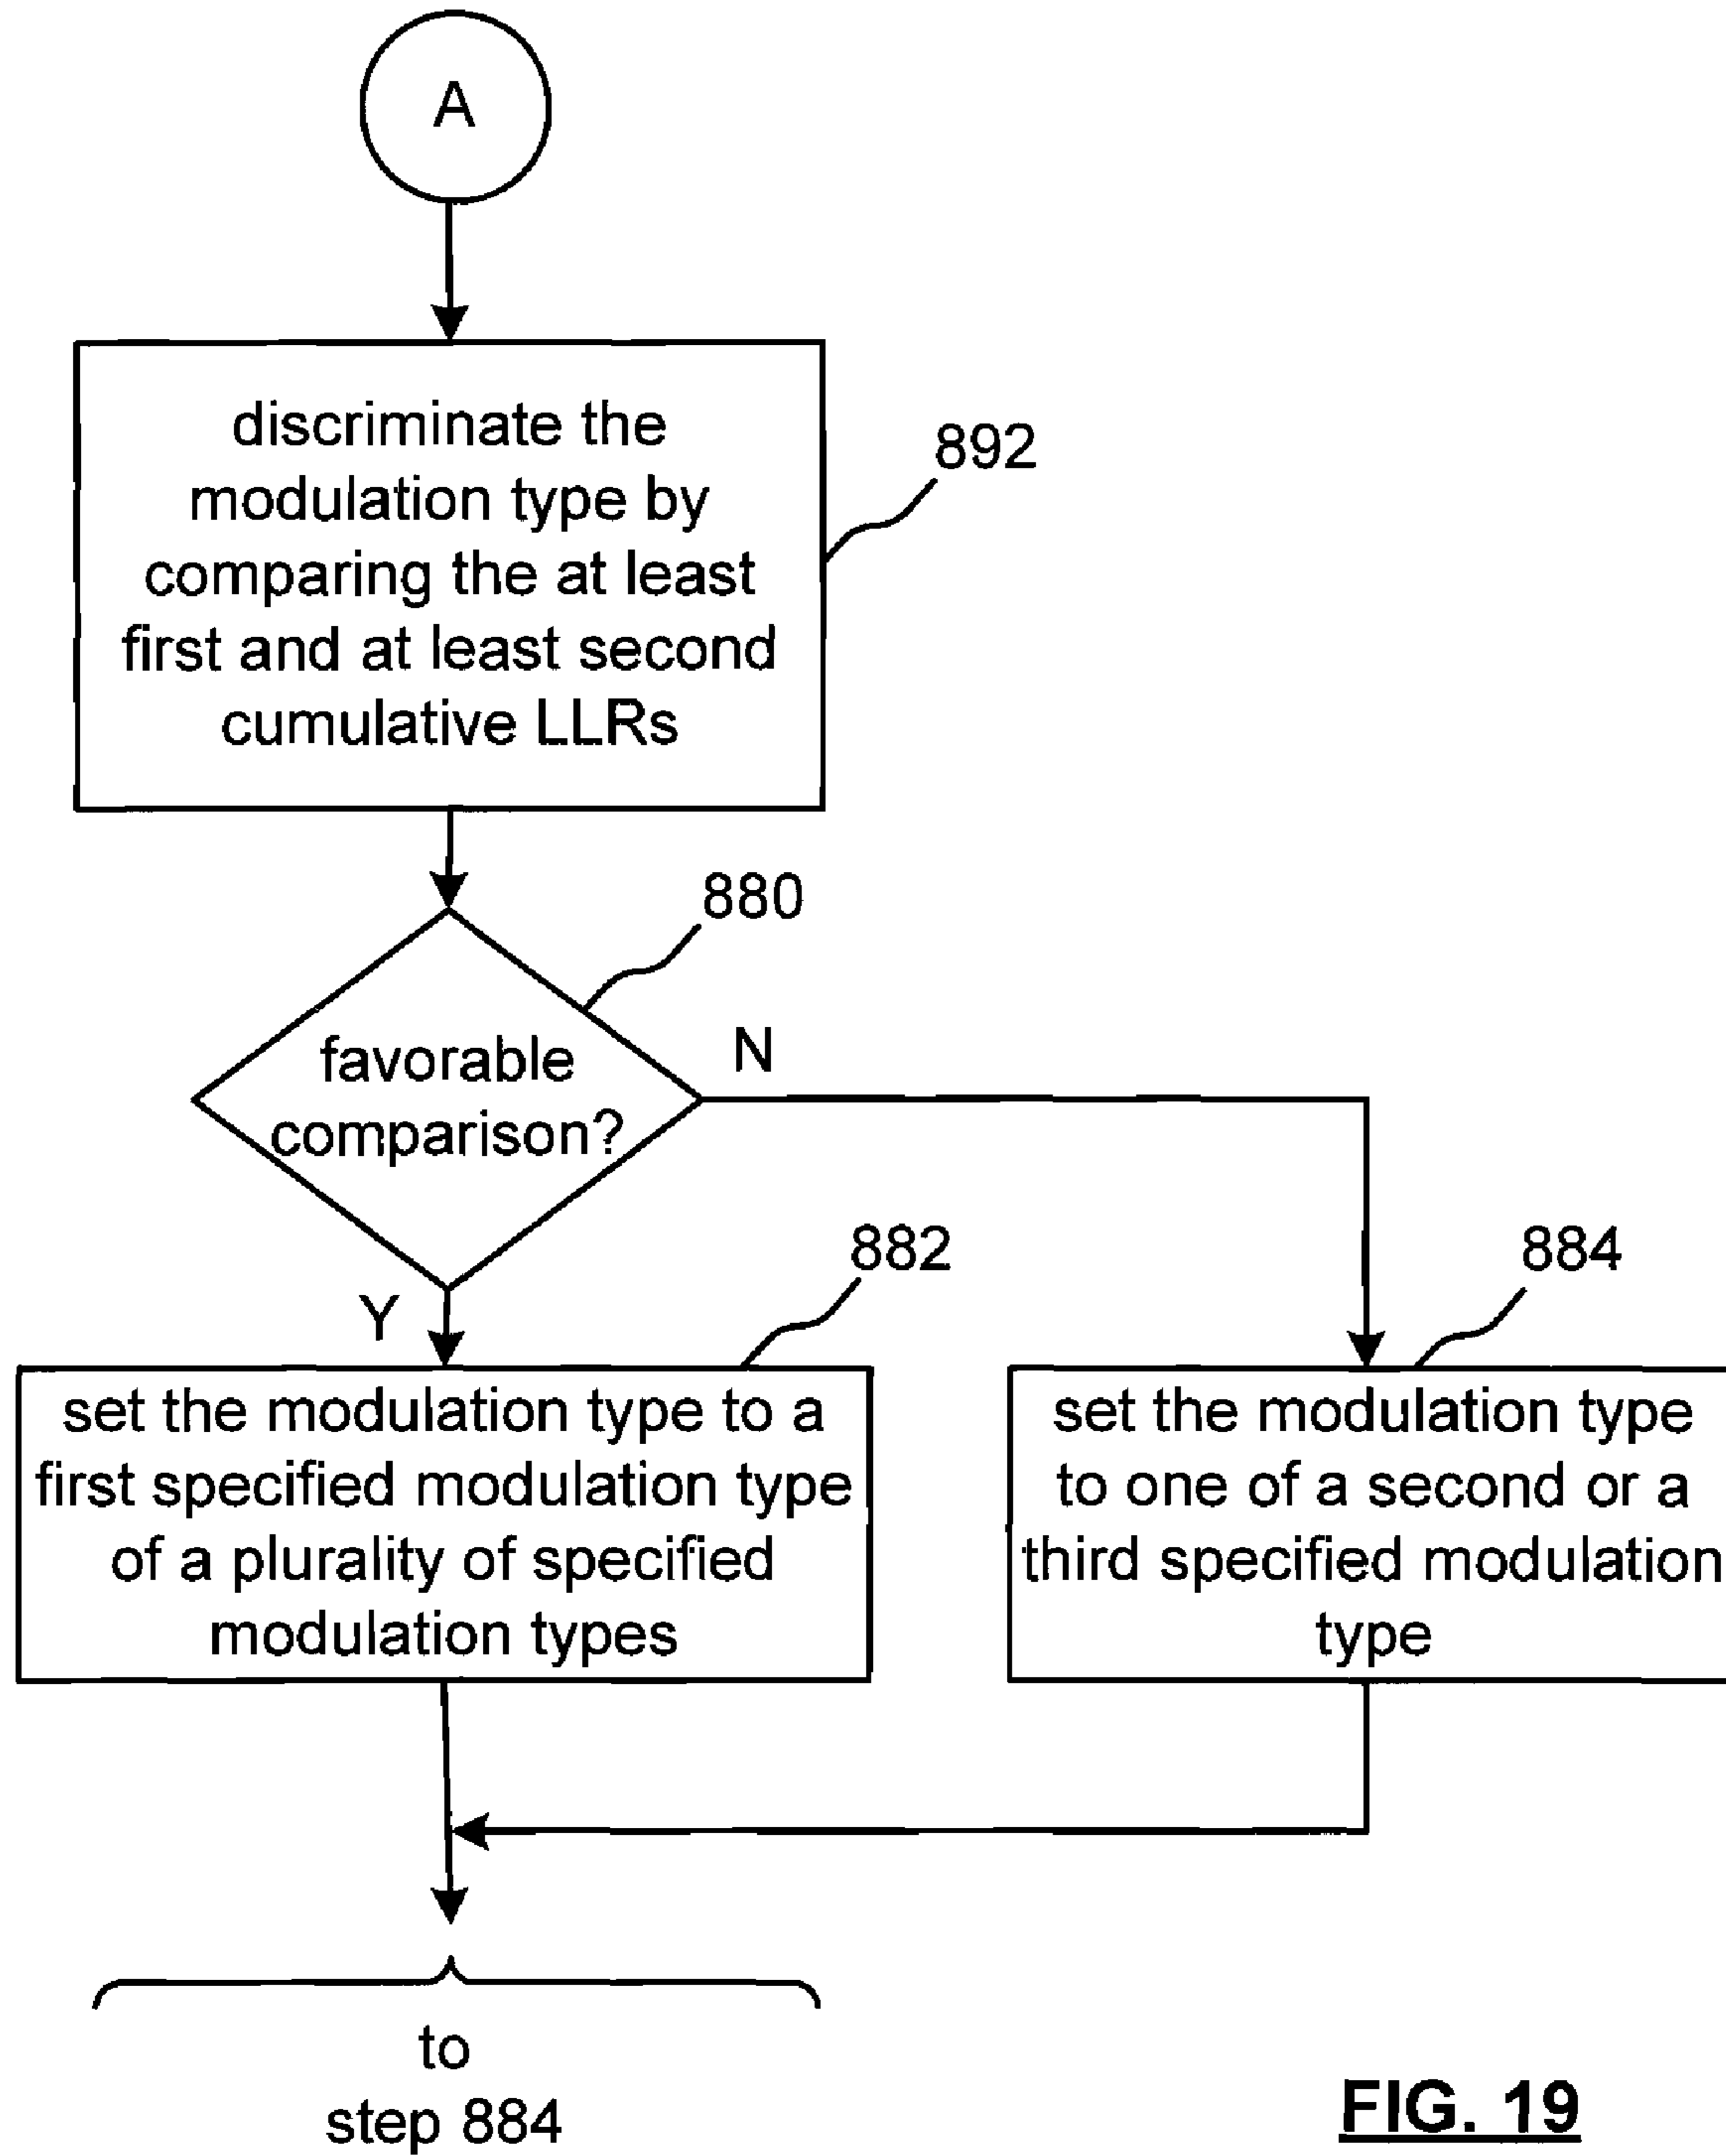 A
discriminate the
modulation type by
comparing the at least
first and at least second
cumulative LLRs
892
880
favorable
comparison?
N
Y
882
884
set the modulation type to a
first specified modulation type
of a plurality of specified
modulation types
set the modulation type
to one of a second or a
third specified modulation
type
to
step 884
FIG. 19